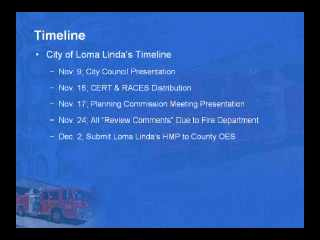 Timeline
• City of Loma Linda's Timeline
– Nov. 9; City Council Presentation
– Nov. 16; CERT & RACES Distribution
– Nov. 17; Planning Commission Meeting Presentation
– Nov. 24; All "Review Comments" Due to Fire Department
– Dec. 2; Submit Loma Linda's HMP to County OES